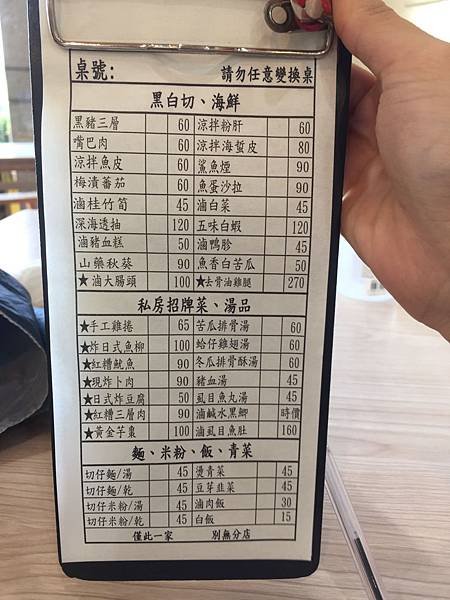 桌號： 請勿任意變換桌
黑白切、海鮮
黑豬三層 60 涼拌粉肝 60
嘴巴肉 60 涼拌海蜇皮 80
涼拌魚皮 60 鯊魚煙 90
梅漬番茄 60 魚蛋沙拉 90
滷桂竹筍 45 滷白菜 45
深海透抽 120 五味白蝦 120
滷豬血糕 50 滷鴨胗 45
山藥秋葵 90 魚香白苦瓜 50
★滷大腸頭 100 ★去骨油雞腿 270
私房招牌菜、湯品
★手工雞捲 65 苦瓜排骨湯 60
★炸日式魚柳 100 蛤仔雞翅湯 60
★紅糟魷魚 90 冬瓜排骨酥湯 60
★現炸卜肉 90 豬血湯 45
★日式炸豆腐 50 虱目魚丸湯 45
★紅糟三層肉 90 滷鹹水黑鯽 時價
★黃金芋棗 100 滷虱目魚肚 160
麵、米粉、飯、青菜
切仔麵/湯 45 燙青菜 45
切仔麵/乾 45 豆芽韭菜 45
切仔米粉/湯 45 滷肉飯 30
切仔米粉/乾 45 白飯 15
僅此一家 別無分店